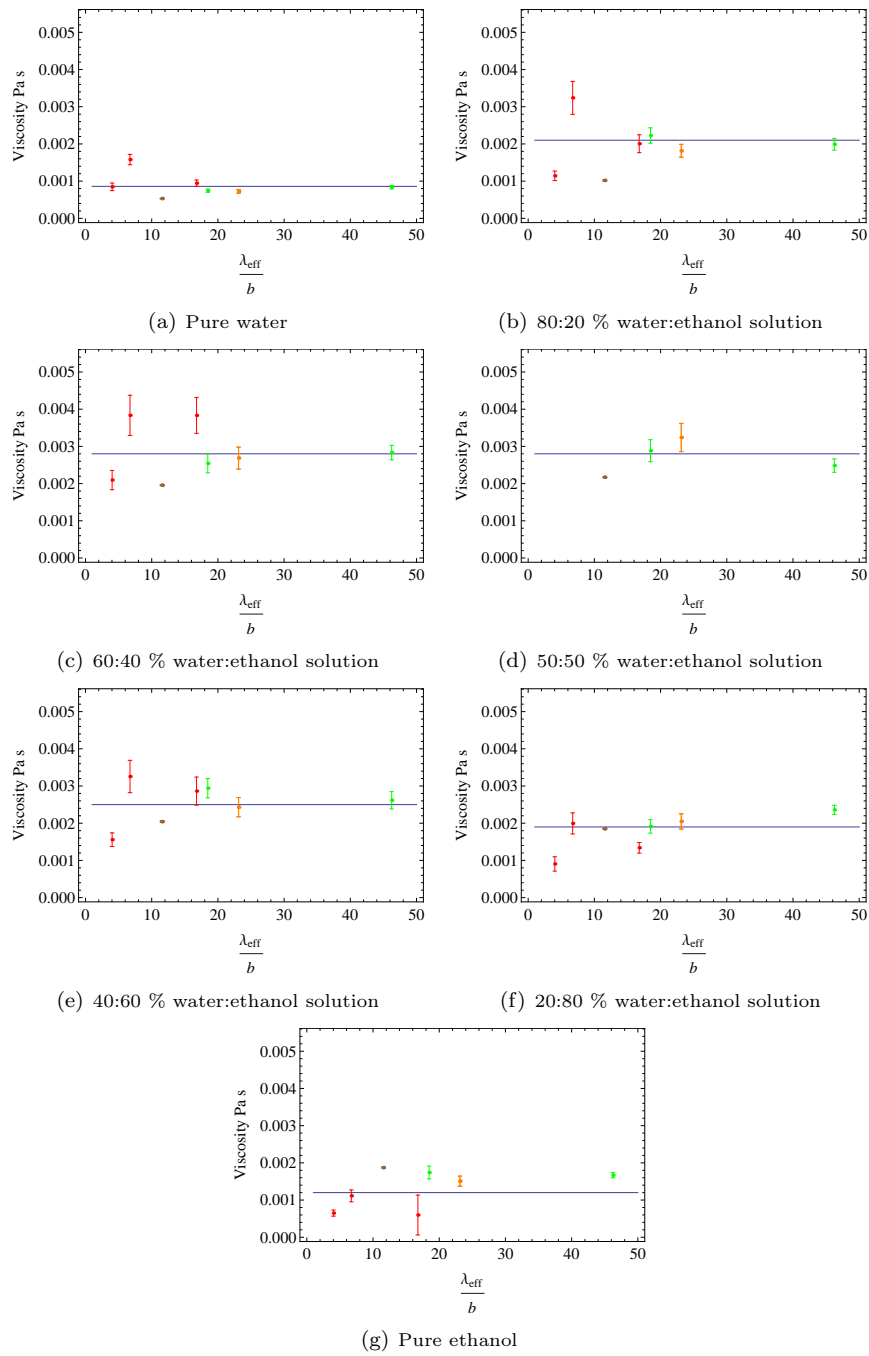 0.005
0.004
0.003
0.002
0.001
0.000
Viscosity Pa s
0 10 20 30 40 50
λeff
b
(a) Pure water
0.005
0.004
0.003
0.002
0.001
0.000
Viscosity Pa s
0 10 20 30 40 50
λeff
b
(b) 80:20 % water:ethanol solution
0.005
0.004
0.003
0.002
0.001
0.000
Viscosity Pa s
0 10 20 30 40 50
λeff
b
(c) 60:40 % water:ethanol solution
0.005
0.004
0.003
0.002
0.001
0.000
Viscosity Pa s
0 10 20 30 40 50
λeff
b
(d) 50:50 % water:ethanol solution
0.005
0.004
0.003
0.002
0.001
0.000
Viscosity Pa s
0 10 20 30 40 50
λeff
b
(e) 40:60 % water:ethanol solution
0.005
0.004
0.003
0.002
0.001
0.000
Viscosity Pa s
0 10 20 30 40 50
λeff
b
(f) 20:80 % water:ethanol solution
0.005
0.004
0.003
0.002
0.001
0.000
Viscosity Pa s
0 10 20 30 40 50
λeff
b
(g) Pure ethanol